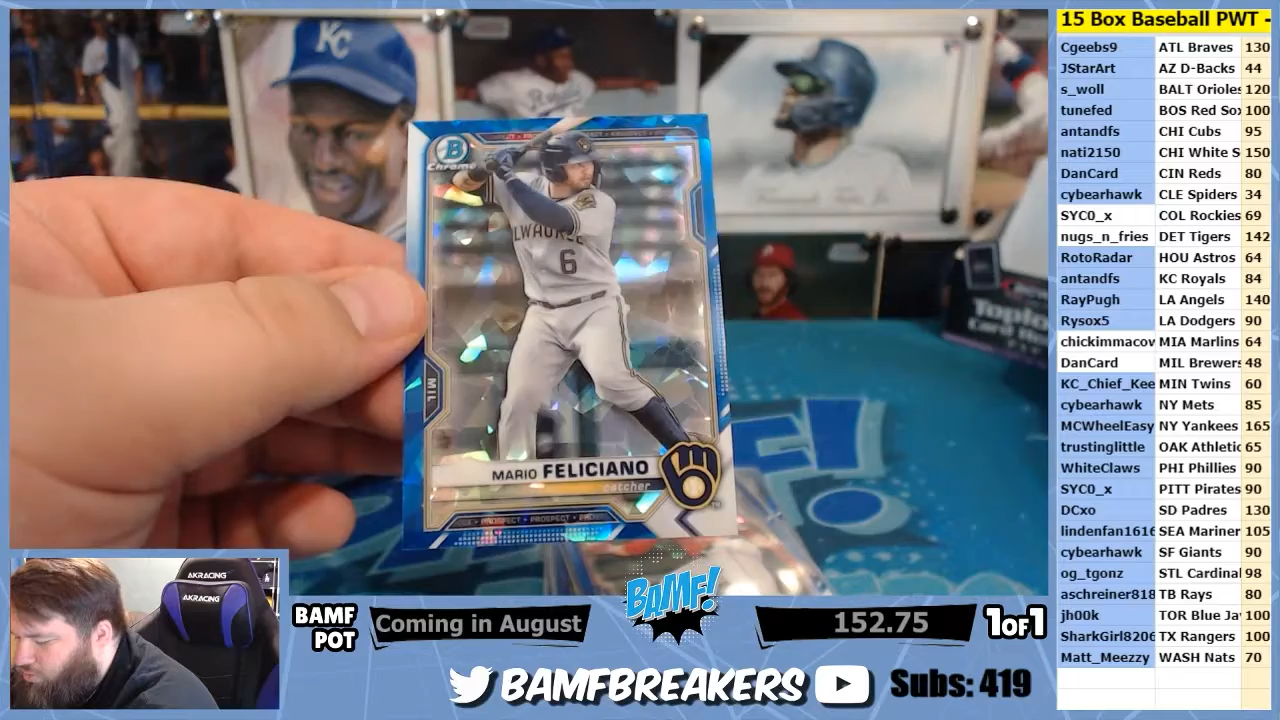 KC
B
Chrome
6
MIL
MARIO FELICIANO
catcher
PROSPECT • PROSPECT
AKRACING
AKRACING
BAMF
POT
Coming in August
BAMF!
152.75
1OF1
BAMFBREAKERS
Subs: 419
15 Box Baseball PWT -
Cgeebs9 ATL Braves 130
JStarArt AZ D-Backs 44
s_woll BALT Orioles 120
tunefed BOS Red Sox 100
antandfs CHI Cubs 95
nati2150 CHI White S 150
DanCard CIN Reds 80
cybearhawk CLE Spiders 34
SYC0_x COL Rockies 69
nugs_n_fries DET Tigers 142
RotoRadar HOU Astros 64
antandfs KC Royals 84
RayPugh LA Angels 140
Rysox5 LA Dodgers 90
chickimmacov MIA Marlins 64
DanCard MIL Brewers 48
KC_Chief_Kee MIN Twins 60
cybearhawk NY Mets 85
MCWheelEasy NY Yankees 165
trustinglittle OAK Athletic 65
WhiteClaws PHI Phillies 90
SYC0_x PITT Pirates 90
DCxo SD Padres 130
lindenfan1616 SEA Mariner 105
cybearhawk SF Giants 90
og_tgonz STL Cardinal 98
aschreiner818 TB Rays 80
jh00k TOR Blue Ja 100
SharkGirl8206 TX Rangers 100
Matt_Meezzy WASH Nats 70